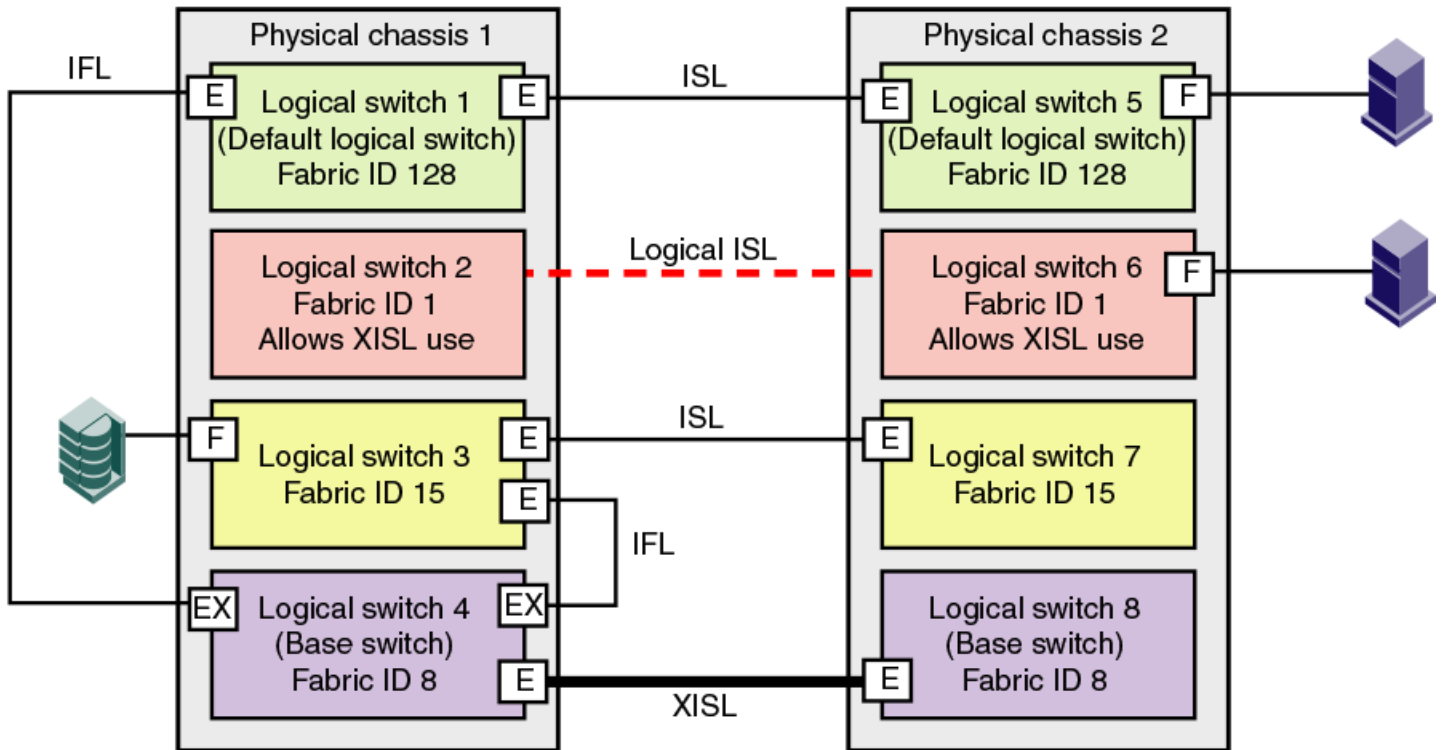 Physical chassis 1
Physical chassis 2
IFL
E
Logical switch 1
(Default logical switch)
Fabric ID 128
E
ISL
E
Logical switch 5
(Default logical switch)
Fabric ID 128
F
Logical switch 2
Fabric ID 1
Allows XISL use
Logical ISL
Logical switch 6
Fabric ID 1
Allows XISL use
F
F
Logical switch 3
Fabric ID 15
E
E
ISL
E
Logical switch 7
Fabric ID 15
IFL
EX
Logical switch 4
(Base switch)
Fabric ID 8
EX
E
XISL
E
Logical switch 8
(Base switch)
Fabric ID 8